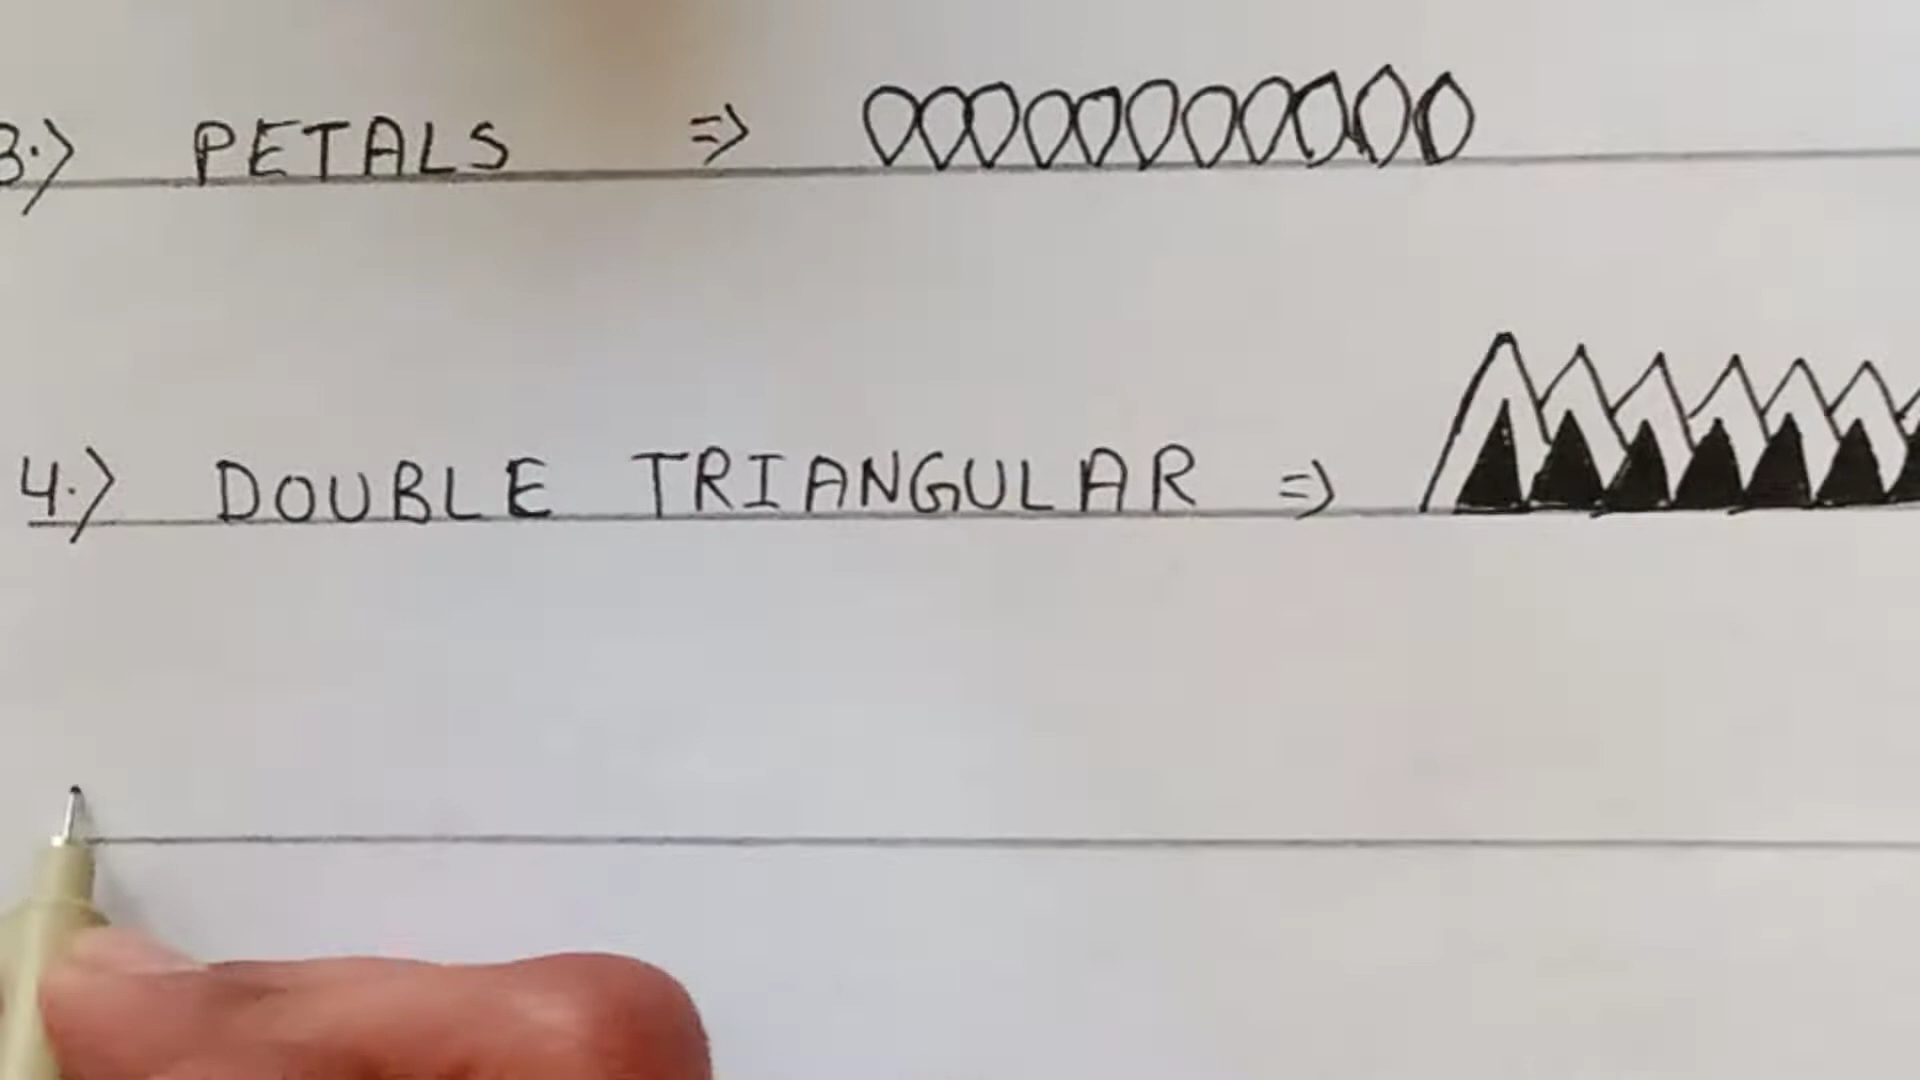 3.) PETALS =>
4.) DOUBLE TRIANGULAR =>